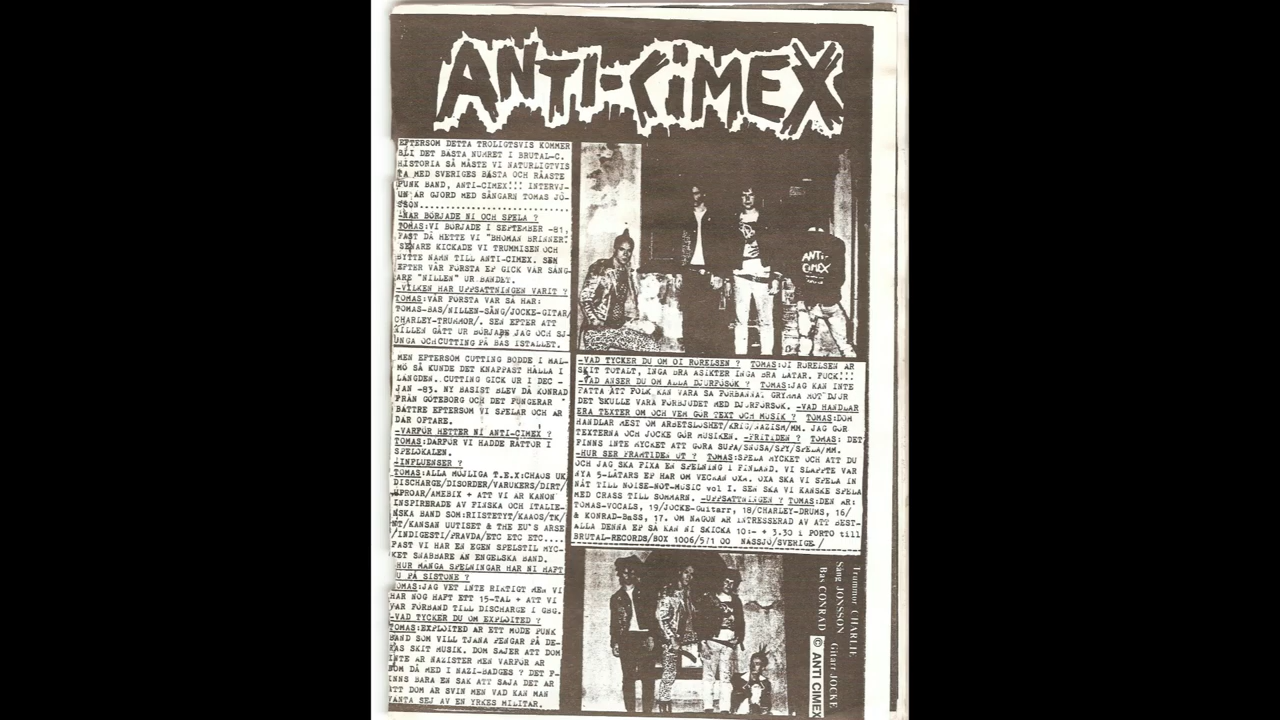 ANTI-CIMEX
EFTERSOM DETTA TROLIGTSVIS KOMMER
BLI DET BÄSTA NUMRET I BRUTAL-C.
HISTORIA SÅ MÅSTE VI NATURLIGTVIS
TA MED SVERIGES BÄSTA OCH RÅASTE
PUNK BAND, ANTI-CIMEX!!! INTERVJ-
UN ÄR GJORD MED SÅNGARN TOMAS JÖ-
SSON
-NÄR BÖRJADE NI OCH SPELA ?
TOMAS:VI BÖRJADE I SEPTEMBER -81,
FAST DÅ HETTE VI "BHOMAN BRINNER"
SENARE KICKADE VI TRUMMISEN OCH
BYTTE NAMN TILL ANTI-CIMEX. SEN
EFTER VÅR FÖRSTA EP GICK VÅR SÅNG-
ARE "NILLEN" UR BANDET.
-VILKEN HAR UPPSÄTTNINGEN VARIT ?
TOMAS:VÅR FÖRSTA VAR SÅ HÄR:
TOMAS-BAS/NILLEN-SÅNG/JOCKE-GITAR/
CHARLEY-TRUMMOR/. SEN EFTER ATT
NILLEN GÅTT UR BÖRJADE JAG OCH SJ-
UNGA OCH CUTTING PÅ BAS ISTÄLLET.
MEN EFTERSOM CUTTING BODDE I MAL-
MÖ SÅ KUNDE DET KNAPPAST HÅLLA I
LÄNGDEN. CUTTING GICK UR I DEC -
JAN -83. NY BASIST BLEV DÅ KONRAD
FRÅN GÖTEBORG OCH DET FUNGERAR
BÄTTRE EFTERSOM VI SPELAR OCH ÄR
DÄR OFTARE.
-VARFÖR HETTER NI ANTI-CIMEX ?
TOMAS:DÄRFÖR VI HADDE RÅTTOR I
SPELOKALEN.
-INFLUENSER ?
TOMAS:ALLA MÖJLIGA T.E.X:CHAOS UK/
DISCHARGE/DISORDER/VARUKERS/DIRT/
UPROAR/AMEBIX + ATT VI ÄR KANON
INSPIRERADE AV FINSKA OCH ITALIE-
NSKA BAND SOM:RIISTETYT/KAAOS/TK/
NT/KANSAN UUTISET & THE EU'S ARSE
/INDIGESTI/PRAVDA/ETC ETC ETC....
FAST VI HAR EN EGEN SPELSTIL MYC-
KET SNABBARE ÄN ENGELSKA BAND.
-HUR MÅNGA SPELNINGAR HAR NI HAFT
U PÅ SISTONE ?
TOMAS:JAG VET INTE RIKTIGT MEN VI
HAR NOG HAFT ETT 15-TAL + ATT VI
VAR FÖRBAND TILL DISCHARGE I GBG.
-VAD TYCKER DU OM EXPLOITED ?
TOMAS:EXPLOITED ÄR ETT MODE PUNK
BAND SOM VILL TJÄNA PENGAR PÅ DE-
RAS SKIT MUSIK. DOM SÄJER ATT DOM
INTE ÄR NAZISTER MEN VARFÖR ÄR
DOM DÅ MED I NAZI-BADGES ? DET F-
INNS BARA EN SAK ATT SÄJA DET ÄR
ATT DOM ÄR SVIN MEN VAD KAN MAN
VÄNTA SEJ AV EN YRKES MILITÄR.
ANTI-
CIMEX
-VAD TYCKER DU OM OI RÖRELSEN ? TOMAS:OI RÖRELSEN ÄR
SKIT TOTALT, INGA BRA ÅSIKTER INGA BRA LÅTAR. FUCK!!!
-VAD ANSER DU OM ALLA DJURFÖSÖK ? TOMAS:JAG KAN INTE
FATTA ATT FOLK KAN VARA SÅ FÖRBANNAT GRYMMA MOT DJUR
DET SKULLE VARA FÖRBJUDET MED DJURFÖRSÖK. -VAD HANDLAR
ERA TEXTER OM OCH VEM GÖR TEXT OCH MUSIK ? TOMAS:DOM
HANDLAR MEST OM ARBETSLÖSHET/KRIG/NAZISM/MM. JAG GÖR
TEXTERNA OCH JOCKE GÖR MUSIKEN. -FRITIDEN ? TOMAS: DET
FINNS INTE MYCKET ATT GÖRA SUPA/SNUSA/SPY/SPELA/MM.
-HUR SER FRAMTIDEN UT ? TOMAS:SPELA MYCKET OCH ATT DU
OCH JAG SKA FIXA EN SPELNING I FINLAND. VI SLÄPPTE VÅR
NYA 5-LÅTARS EP HÄR OM VECKAN OXÅ. OXÅ SKA VI SPELA IN
NÅT TILL NOISE-NOT-MUSIC vol I. SEN SKA VI KANSKE SPELA
MED CRASS TILL SOMMARN. -UPPSÄTTNINGEN ? TOMAS:DEN ÄR:
TOMAS-VOCALS, 19/JOCKE-Guitarr, 18/CHARLEY-DRUMS, 16/
& KONRAD-BaSS, 17. OM NÅGON ÄR INTRESSERAD AV ATT BEST-
ÄLLA DENNA EP SÅ KAN NI SKICKA 10:- + 3.30 i PORTO till
BRUTAL-RECORDS/BOX 1006/571 00 NÄSSJÖ/SVERIGE /
Trummor CHARLIE
Sång JONSSON Gitarr JOCKE
Bas CONRAD
© ANTI CIMEX